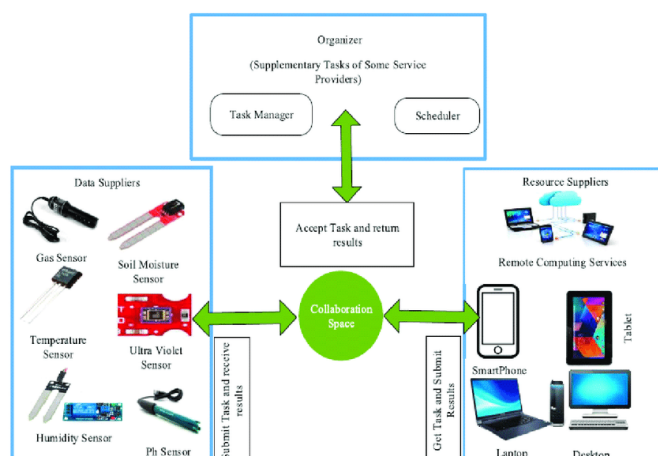 Organizer
(Supplementary Tasks of Some Service
Providers)
Task Manager
Scheduler
Data Suppliers
Gas Sensor
Soil Moisture
Sensor
Temperature
Sensor
Ultra Violet
Sensor
Humidity Sensor
Ph Sensor
Accept Task and return
results
Collaboration
Space
Submit Task and receive
results
Get Task and Submit
Results
Resource Suppliers
Remote Computing Services
SmartPhone
Tablet
Laptop
Desktop